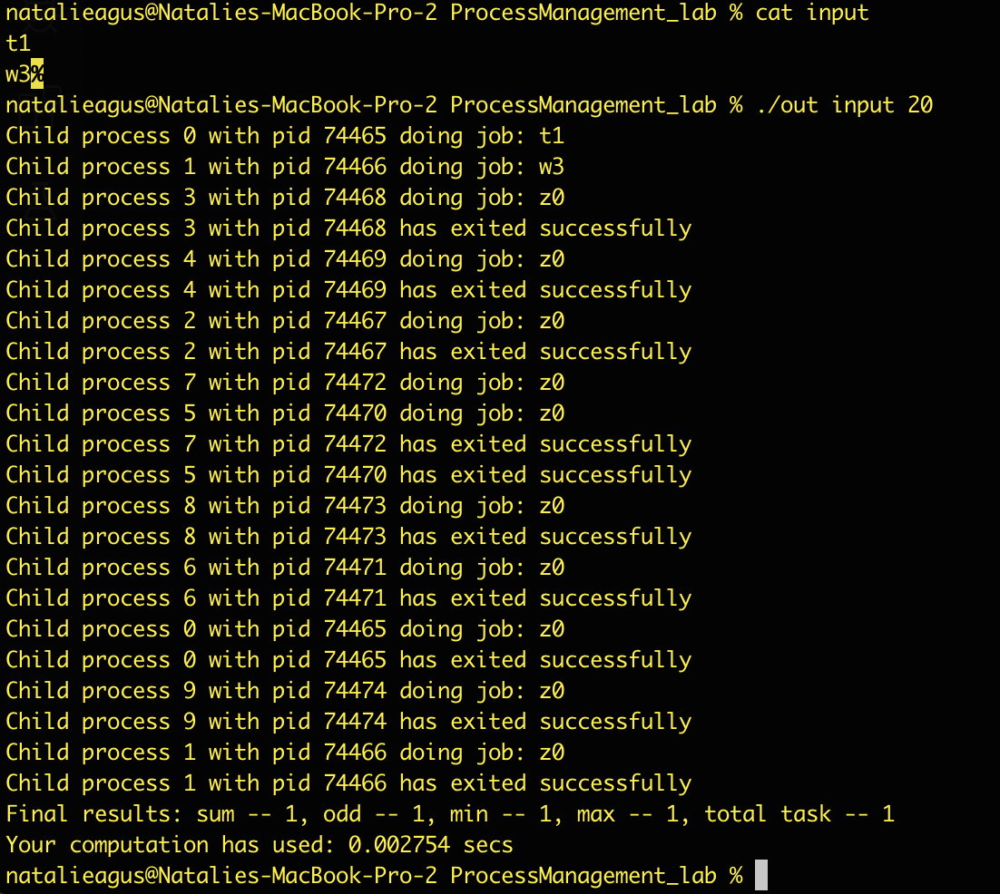 natalieagus@Natalies-MacBook-Pro-2 ProcessManagement_lab % cat input
t1
w3%
natalieagus@Natalies-MacBook-Pro-2 ProcessManagement_lab % ./out input 20
Child process 0 with pid 74465 doing job: t1
Child process 1 with pid 74466 doing job: w3
Child process 3 with pid 74468 doing job: z0
Child process 3 with pid 74468 has exited successfully
Child process 4 with pid 74469 doing job: z0
Child process 4 with pid 74469 has exited successfully
Child process 2 with pid 74467 doing job: z0
Child process 2 with pid 74467 has exited successfully
Child process 7 with pid 74472 doing job: z0
Child process 5 with pid 74470 doing job: z0
Child process 7 with pid 74472 has exited successfully
Child process 5 with pid 74470 has exited successfully
Child process 8 with pid 74473 doing job: z0
Child process 8 with pid 74473 has exited successfully
Child process 6 with pid 74471 doing job: z0
Child process 6 with pid 74471 has exited successfully
Child process 0 with pid 74465 doing job: z0
Child process 0 with pid 74465 has exited successfully
Child process 9 with pid 74474 doing job: z0
Child process 9 with pid 74474 has exited successfully
Child process 1 with pid 74466 doing job: z0
Child process 1 with pid 74466 has exited successfully
Final results: sum -- 1, odd -- 1, min -- 1, max -- 1, total task -- 1
Your computation has used: 0.002754 secs
natalieagus@Natalies-MacBook-Pro-2 ProcessManagement_lab %